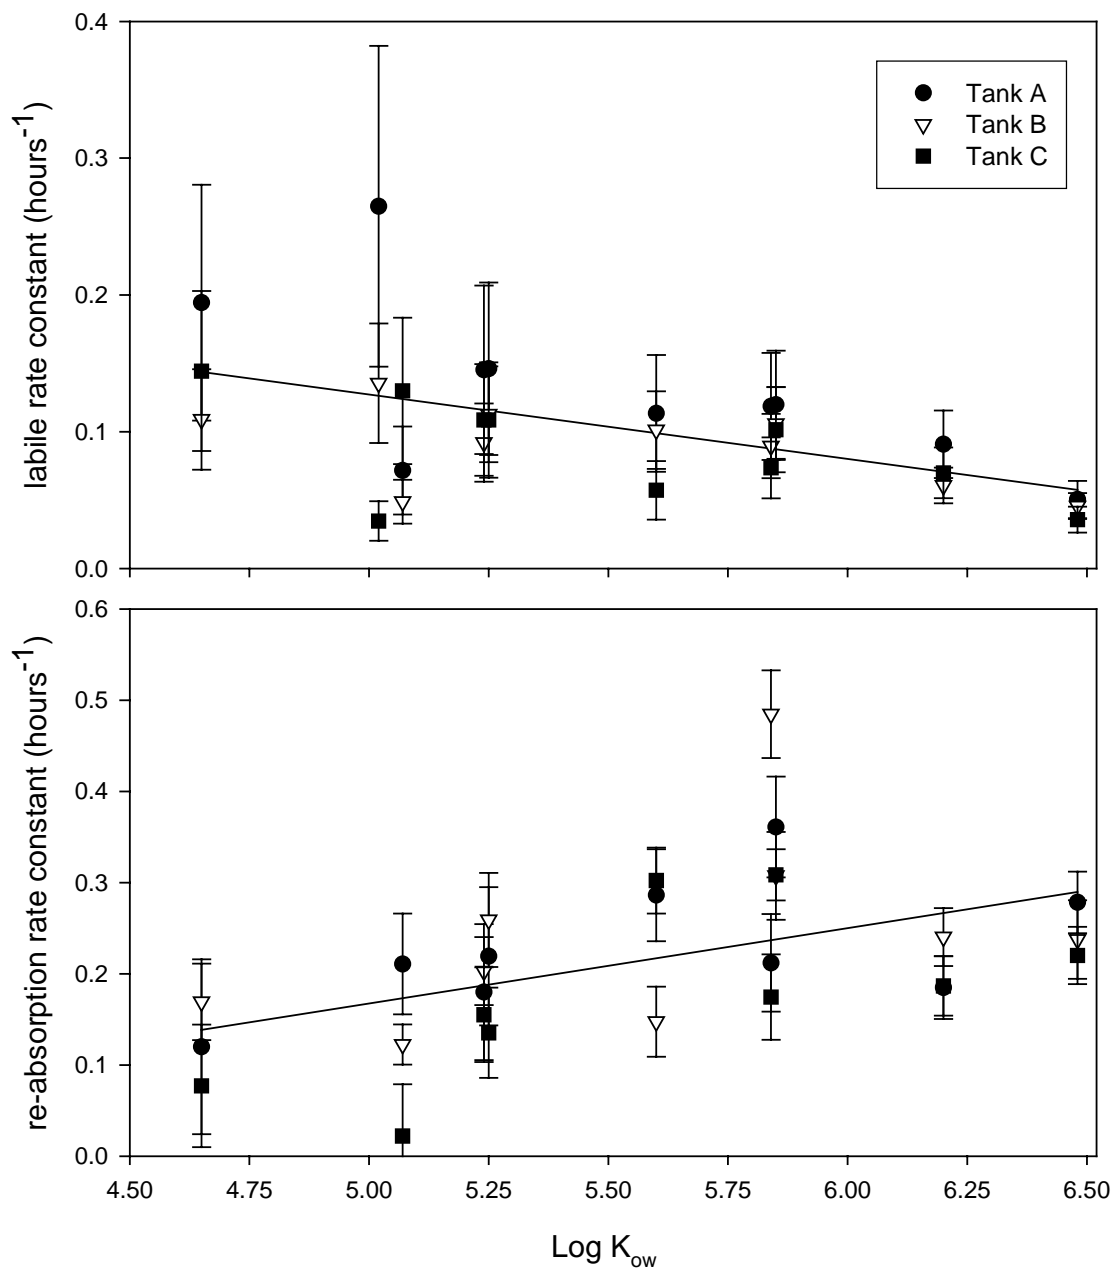 labile rate constant (hours-1)
0.4
0.3
0.2
0.1
0.0
Tank A
Tank B
Tank C
re-absorption rate constant (hours-1)
0.6
0.5
0.4
0.3
0.2
0.1
0.0
4.50 4.75 5.00 5.25 5.50 5.75 6.00 6.25 6.50
Log Kow